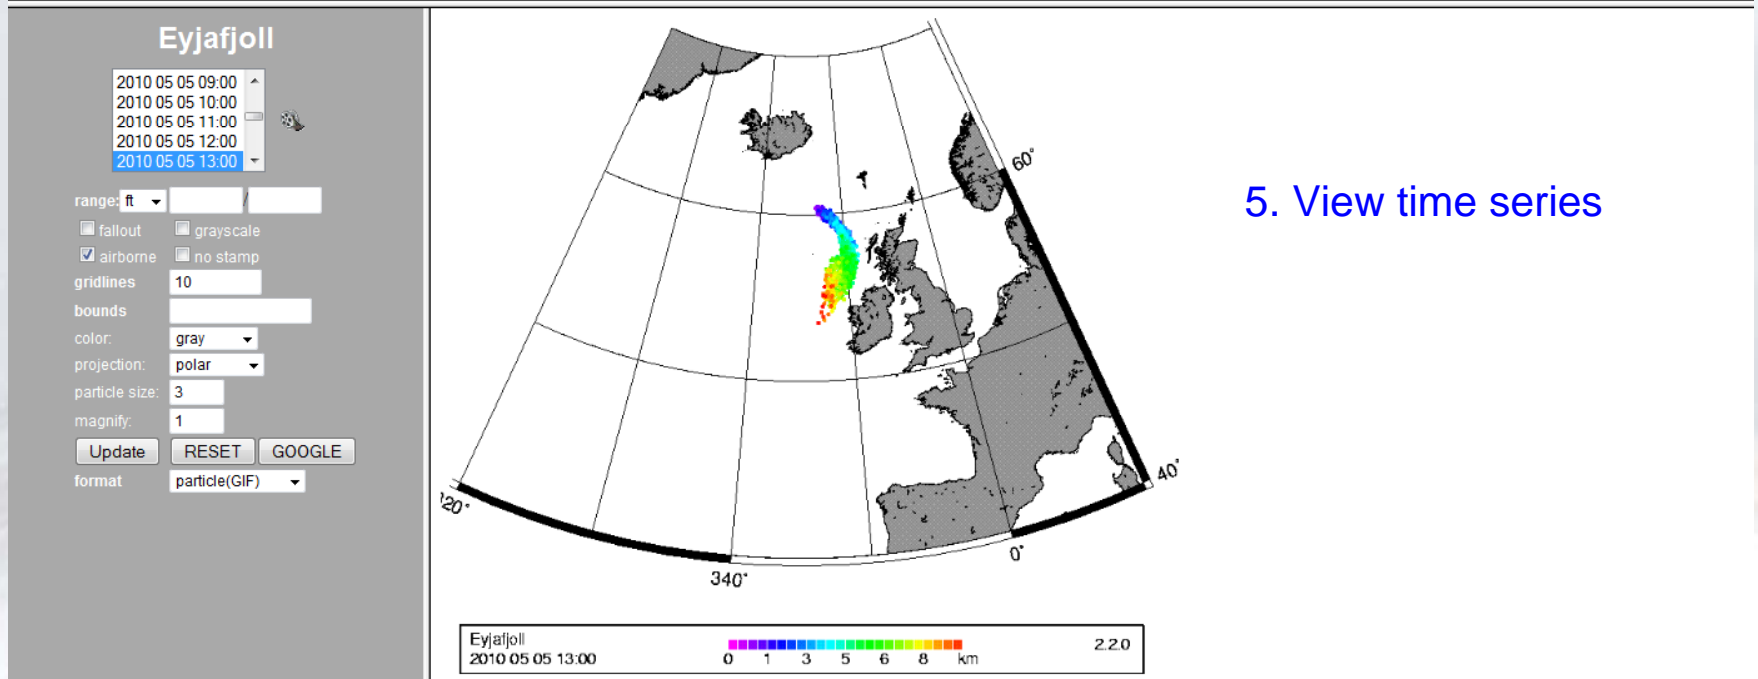 Eyjafjoll
2010 05 05 09:00
2010 05 05 10:00
2010 05 05 11:00
2010 05 05 12:00
2010 05 05 13:00
range: ft /
fallout grayscale
airborne no stamp
gridlines 10
bounds
color: gray
projection: polar
particle size: 3
magnify: 1
Update RESET GOOGLE
format particle(GIF)
60°
40°
20°
0°
340°
Eyjafjoll
2010 05 05 13:00
0 1 3 5 6 8 km
2.2.0
5. View time series